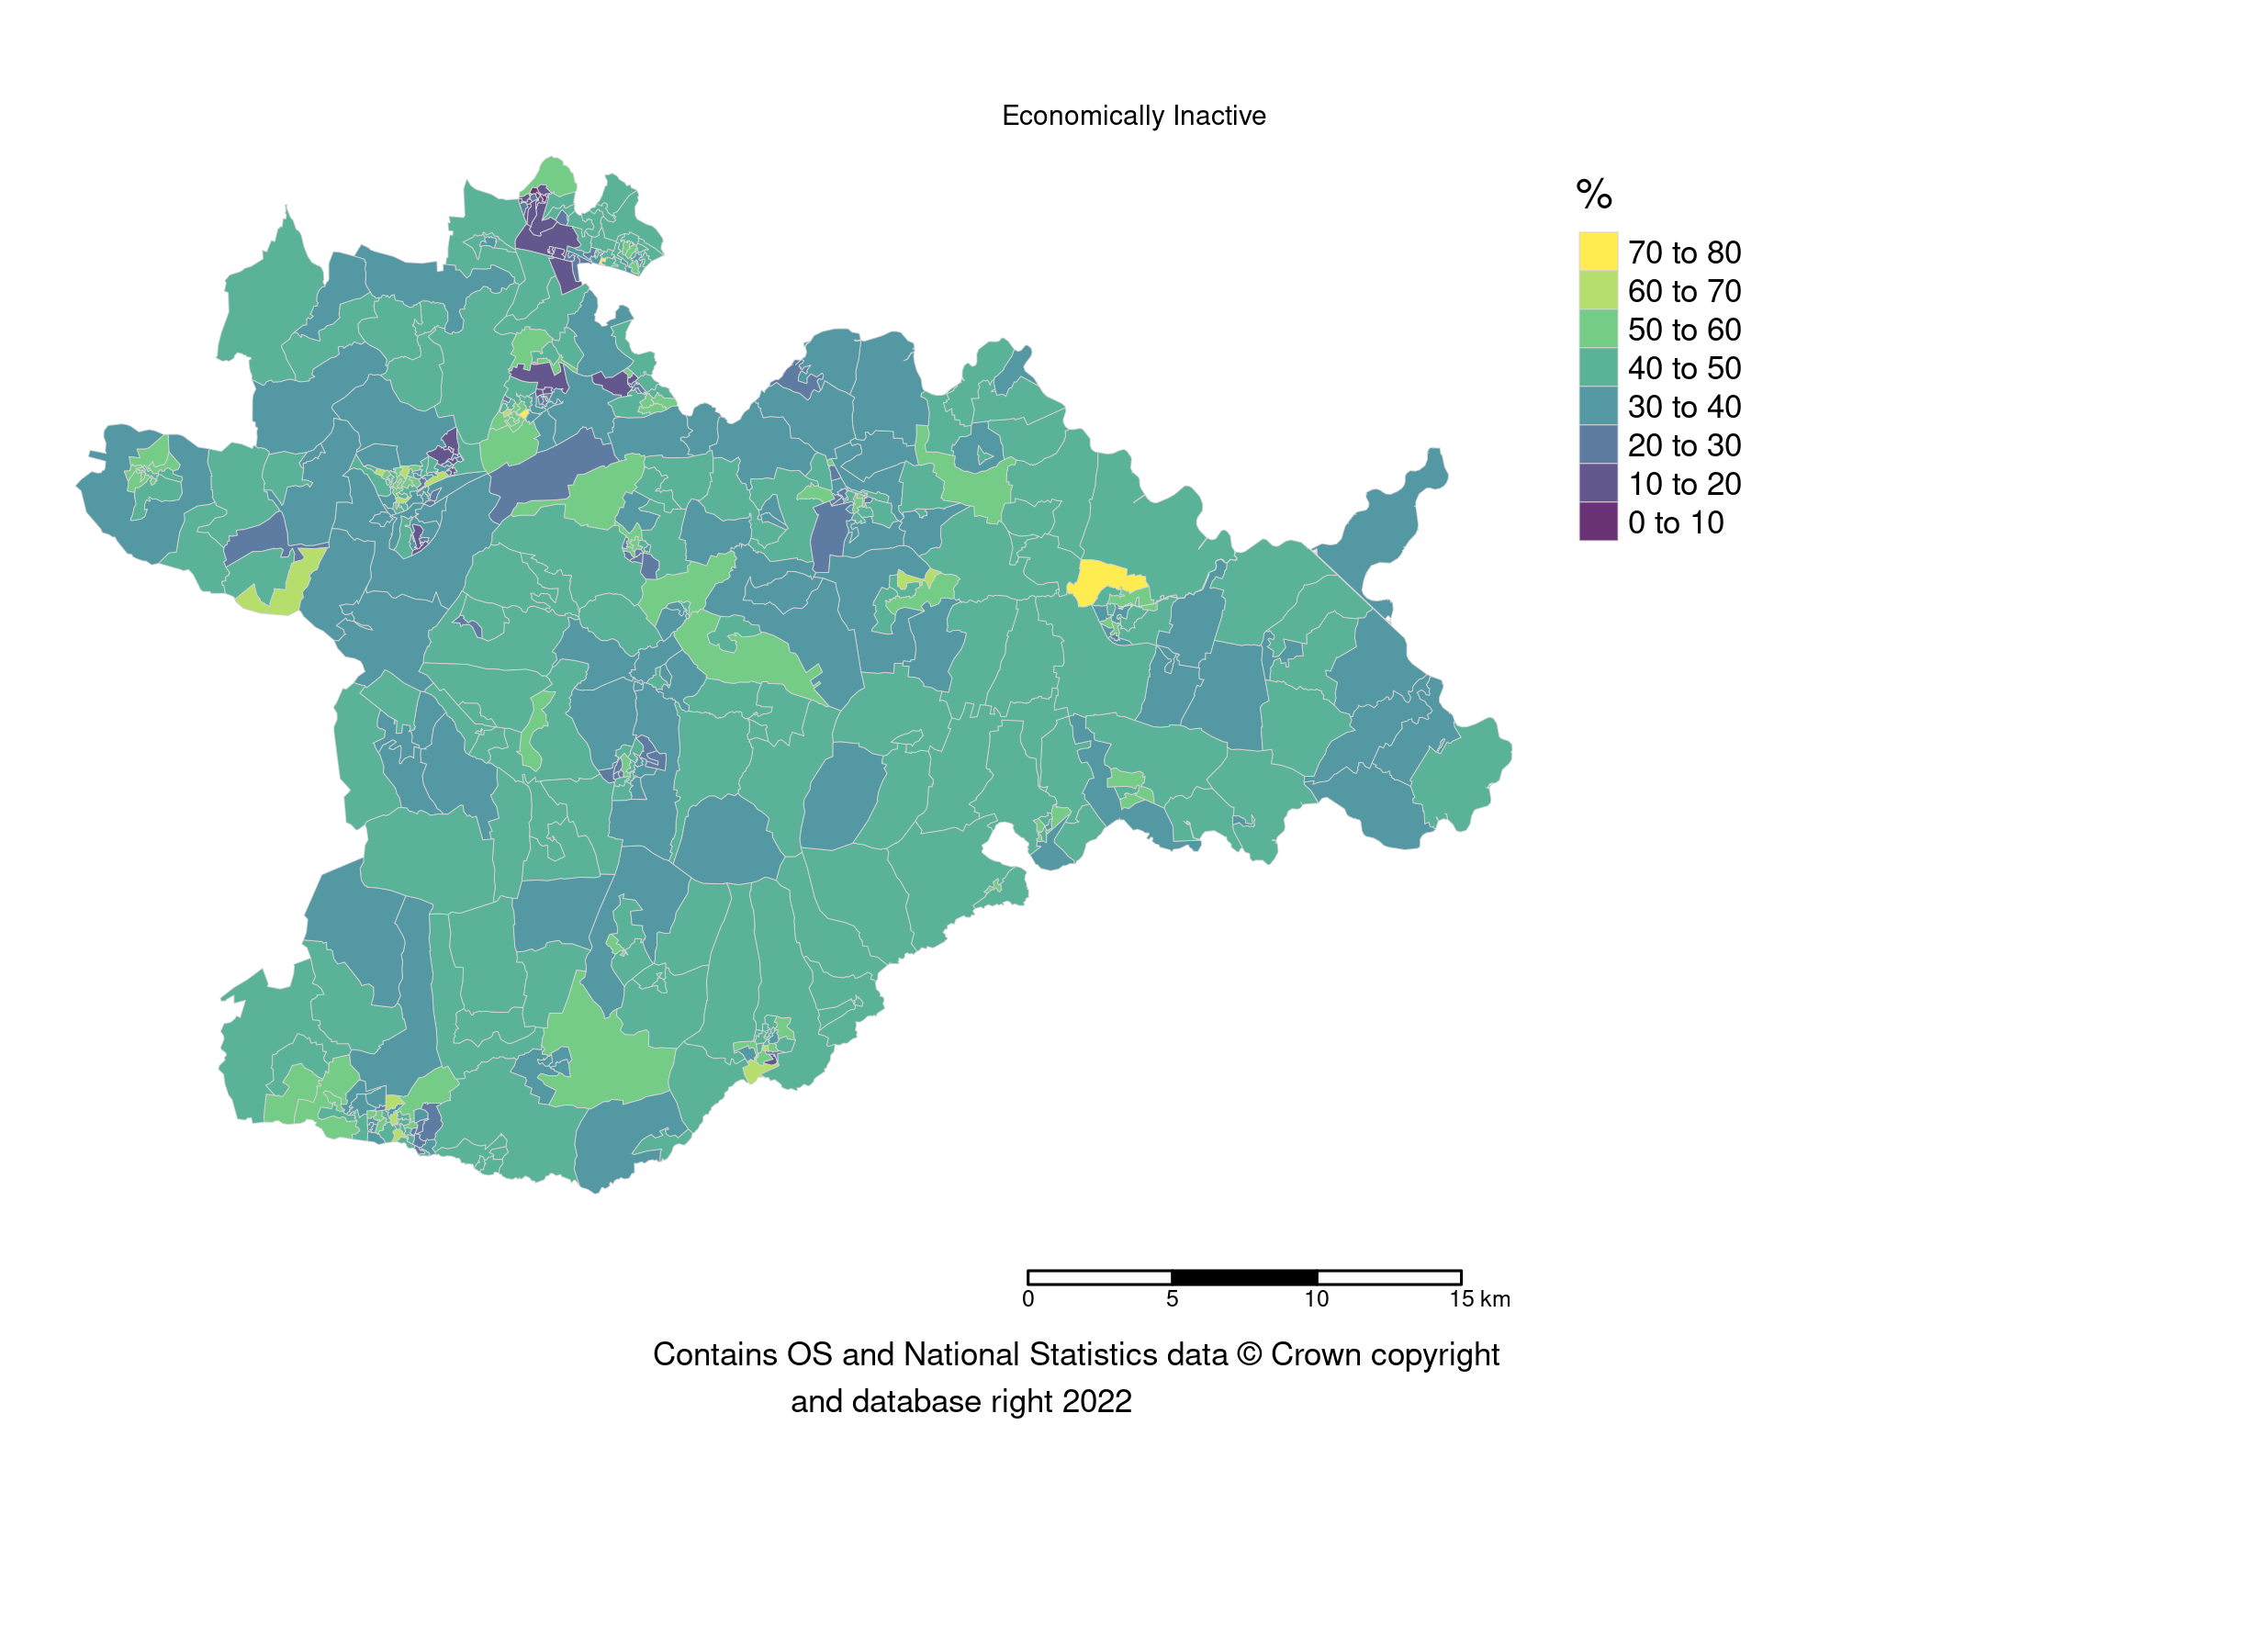 Economically Inactive
%
70 to 80
60 to 70
50 to 60
40 to 50
30 to 40
20 to 30
10 to 20
0 to 10
0 5 10 15 km
Contains OS and National Statistics data © Crown copyright
and database right 2022